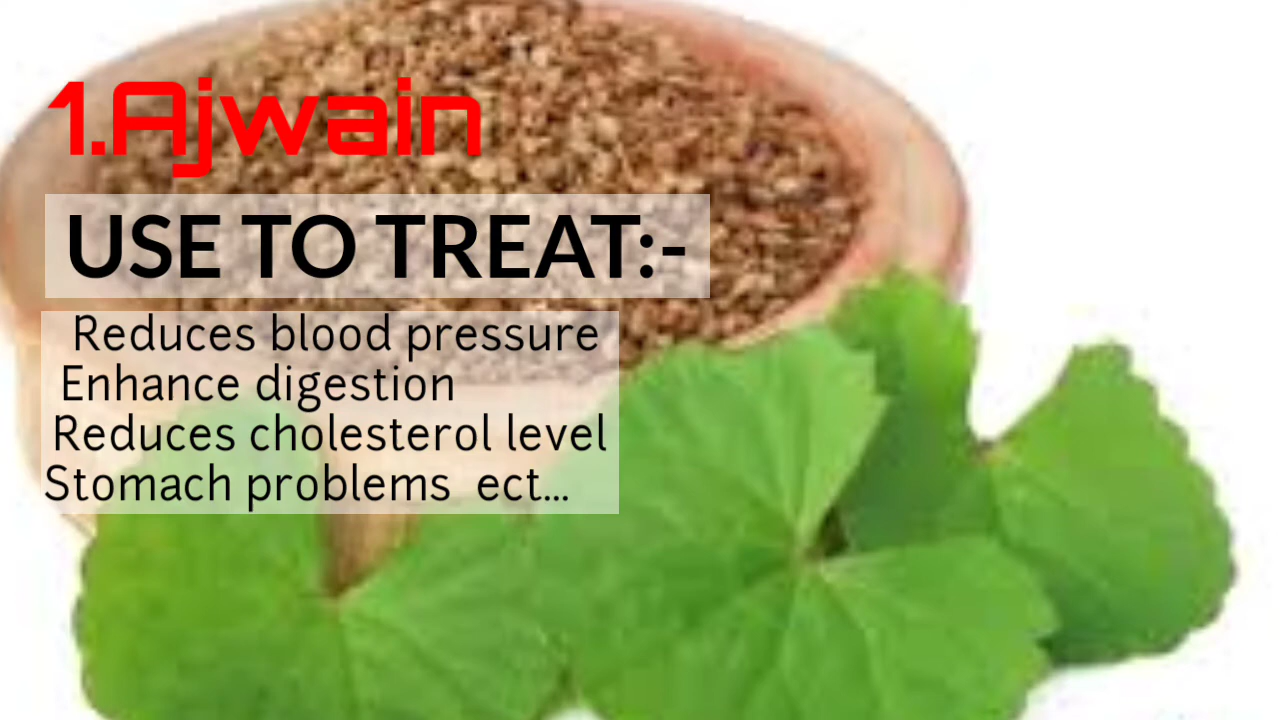 1.Ajwain
USE TO TREAT:-
Reduces blood pressure
Enhance digestion
Reduces cholesterol level
Stomach problems  ect...